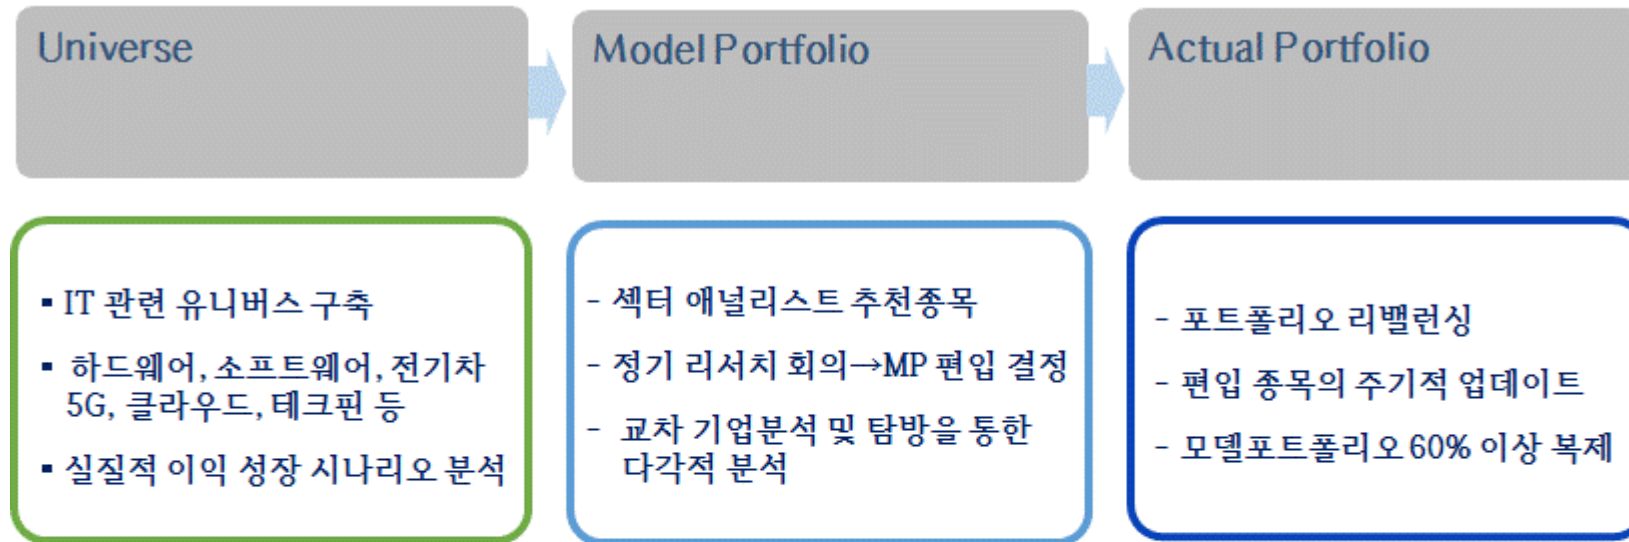 Universe
Model Portfolio
Actual Portfolio
▪ IT 관련 유니버스 구축
▪ 하드웨어, 소프트웨어, 전기차
5G, 클라우드, 테크핀 등
▪ 실질적 이익 성장 시나리오 분석
- 섹터 애널리스트 추천종목
- 정기 리서치 회의→MP 편입 결정
- 교차 기업분석 및 탐방을 통한
다각적 분석
- 포트폴리오 리밸런싱
- 편입 종목의 주기적 업데이트
- 모델포트폴리오 60% 이상 복제